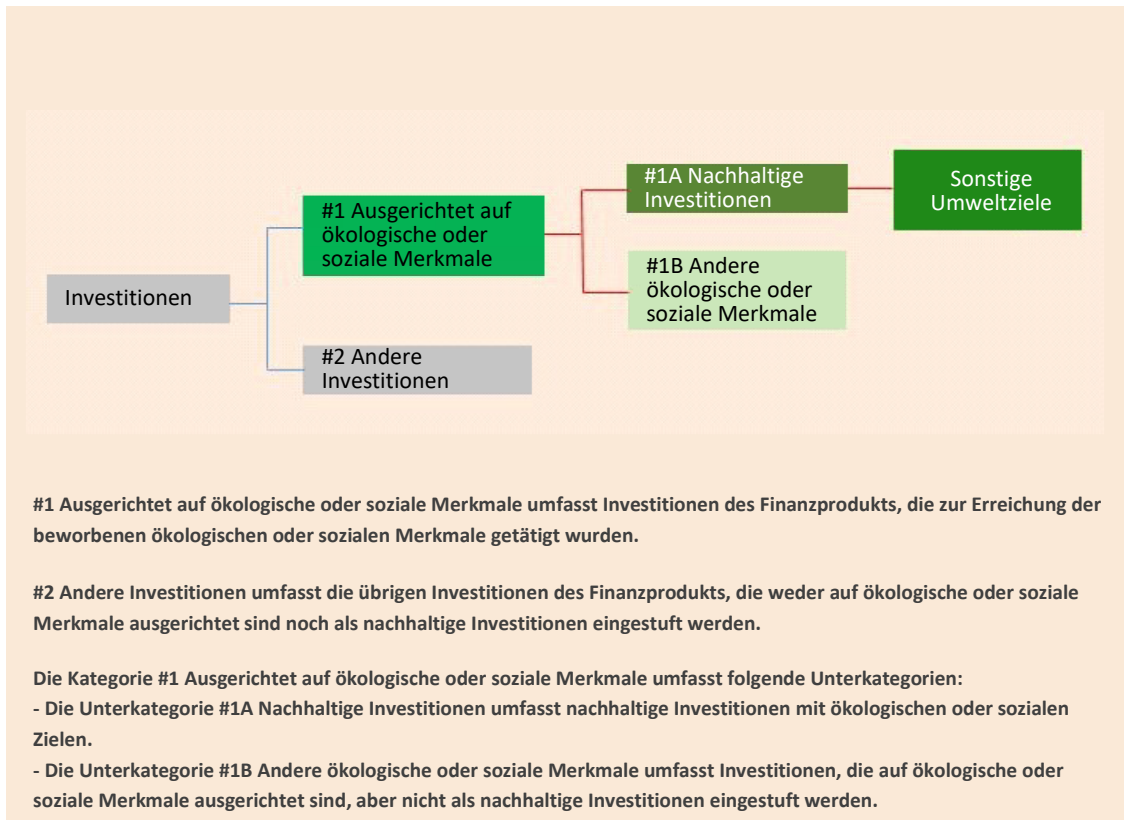 #1A Nachhaltige
Investitionen
Sonstige
Umweltziele
#1 Ausgerichtet auf
ökologische oder
soziale Merkmale
#1B Andere
ökologische oder
soziale Merkmale
Investitionen
#2 Andere
Investitionen
#1 Ausgerichtet auf ökologische oder soziale Merkmale umfasst Investitionen des Finanzprodukts, die zur Erreichung der
beworbenen ökologischen oder sozialen Merkmale getätigt wurden.
#2 Andere Investitionen umfasst die übrigen Investitionen des Finanzprodukts, die weder auf ökologische oder soziale
Merkmale ausgerichtet sind noch als nachhaltige Investitionen eingestuft werden.
Die Kategorie #1 Ausgerichtet auf ökologische oder soziale Merkmale umfasst folgende Unterkategorien:
- Die Unterkategorie #1A Nachhaltige Investitionen umfasst nachhaltige Investitionen mit ökologischen oder sozialen
Zielen.
- Die Unterkategorie #1B Andere ökologische oder soziale Merkmale umfasst Investitionen, die auf ökologische oder
soziale Merkmale ausgerichtet sind, aber nicht als nachhaltige Investitionen eingestuft werden.